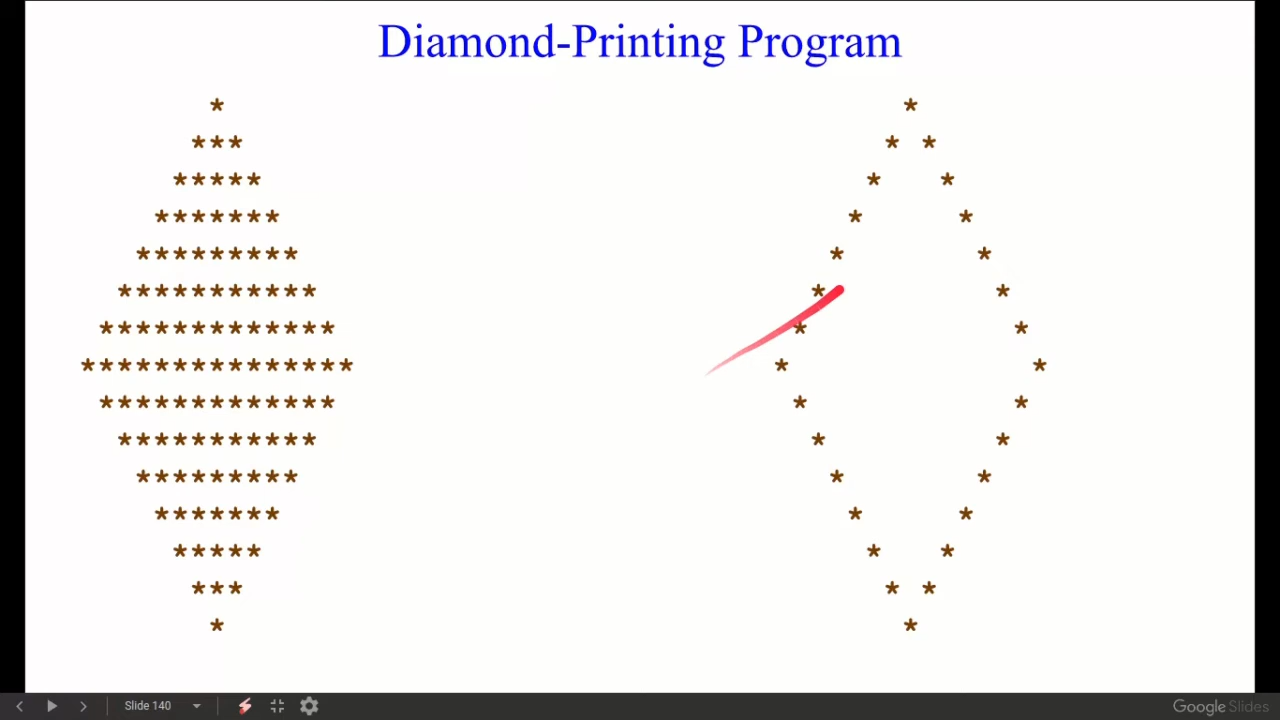 Diamond-Printing Program
* *
*** * *
***** * *
******* * *
********* * *
*********** * *
************* * *
*************** * *
************* * *
*********** * *
********* * *
******* * *
***** * *
*** * *
* *
Slide 140
Google Slides